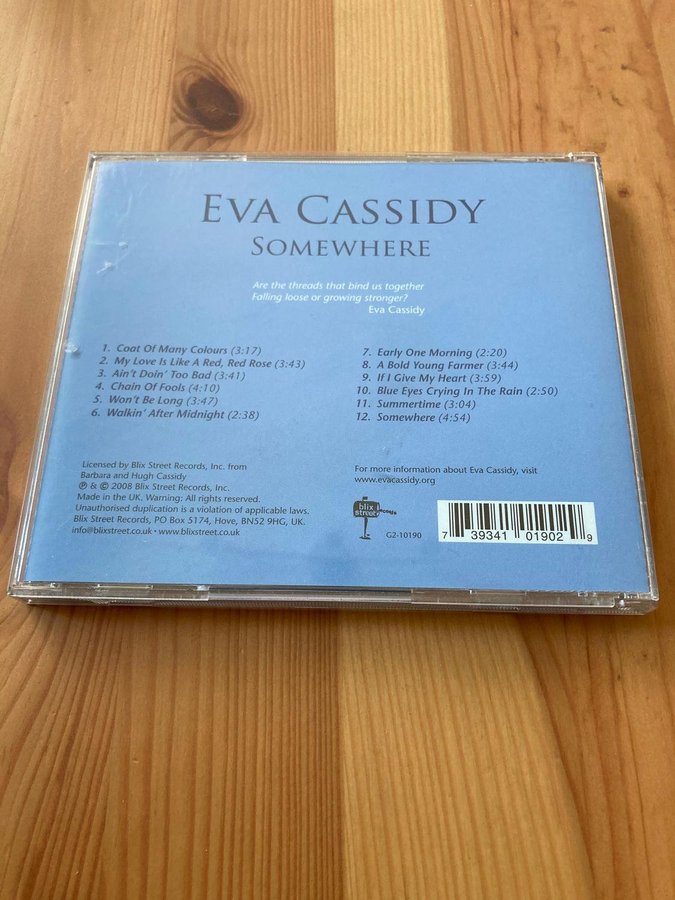 EVA CASSIDY
SOMEWHERE
Are the threads that bind us together
Falling loose or growing stronger?
Eva Cassidy
1. Coat Of Many Colours (3:17)
2. My Love Is Like A Red, Red Rose (3:43)
3. Ain't Doin' Too Bad (3:41)
4. Chain Of Fools (4:10)
5. Won't Be Long (3:47)
6. Walkin' After Midnight (2:38)
7. Early One Morning (2:20)
8. A Bold Young Farmer (3:44)
9. If I Give My Heart (3:59)
10. Blue Eyes Crying In The Rain (2:50)
11. Summertime (3:04)
12. Somewhere (4:54)
Licensed by Blix Street Records, Inc. from
Barbara and Hugh Cassidy
℗ & © 2008 Blix Street Records, Inc.
Made in the UK. Warning: All rights reserved.
Unauthorised duplication is a violation of applicable laws.
Blix Street Records, PO Box 5174, Hove, BN52 9HG, UK.
info@blixstreet.co.uk • www.blixstreet.co.uk
For more information about Eva Cassidy, visit
www.evacassidy.org
blix
street records
G2-10190
7 39341 01902 9